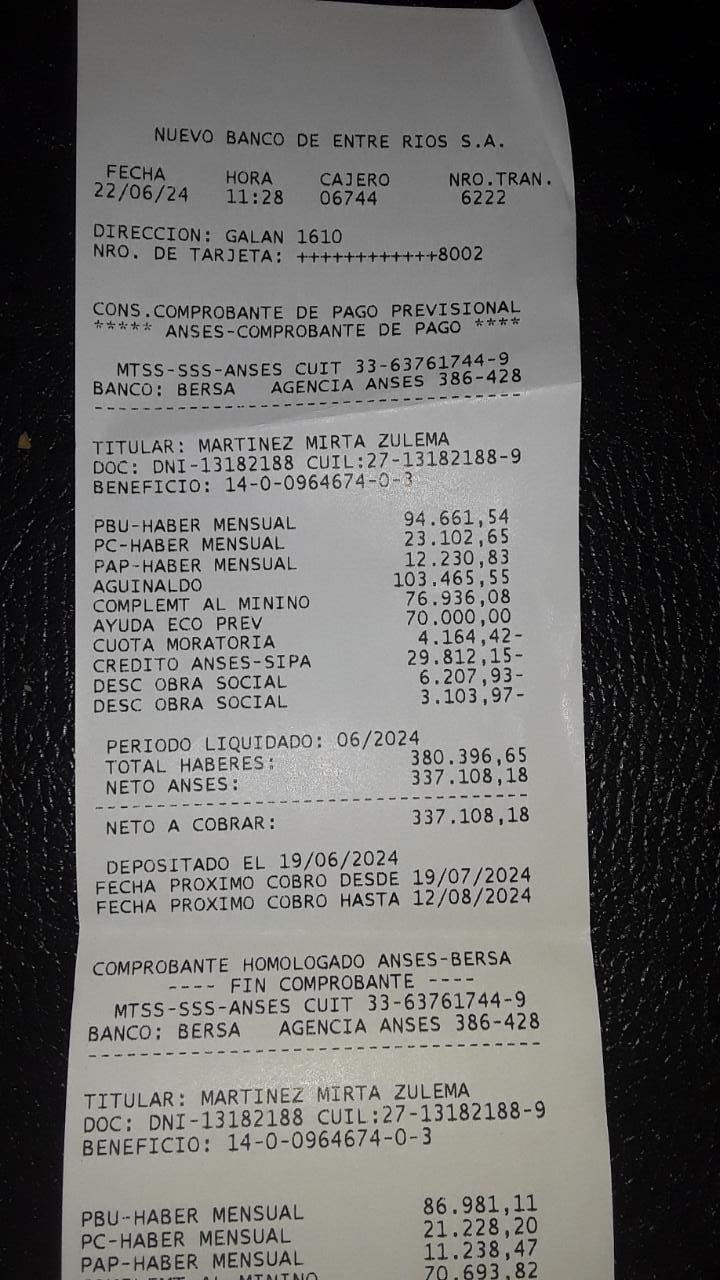 NUEVO BANCO DE ENTRE RIOS S.A.
FECHA HORA CAJERO NRO.TRAN.
22/06/24 11:28 06744 6222
DIRECCION: GALAN 1610
NRO. DE TARJETA: ++++++++++++8002
CONS.COMPROBANTE DE PAGO PREVISIONAL
***** ANSES-COMPROBANTE DE PAGO ****
MTSS-SSS-ANSES CUIT 33-63761744-9
BANCO: BERSA AGENCIA ANSES 386-428
----------------------------------
TITULAR: MARTINEZ MIRTA ZULEMA
DOC: DNI-13182188 CUIL:27-13182188-9
BENEFICIO: 14-0-0964674-0-3
PBU-HABER MENSUAL 94.661,54
PC-HABER MENSUAL 23.102,65
PAP-HABER MENSUAL 12.230,83
AGUINALDO 103.465,55
COMPLEMT AL MININO 76.936,08
AYUDA ECO PREV 70.000,00
CUOTA MORATORIA 4.164,42-
CREDITO ANSES-SIPA 29.812,15-
DESC OBRA SOCIAL 6.207,93-
DESC OBRA SOCIAL 3.103,97-
PERIODO LIQUIDADO: 06/2024
TOTAL HABERES: 380.396,65
NETO ANSES: 337.108,18
----------------------------------
NETO A COBRAR: 337.108,18
DEPOSITADO EL 19/06/2024
FECHA PROXIMO COBRO DESDE 19/07/2024
FECHA PROXIMO COBRO HASTA 12/08/2024
COMPROBANTE HOMOLOGADO ANSES-BERSA
---- FIN COMPROBANTE ----
MTSS-SSS-ANSES CUIT 33-63761744-9
BANCO: BERSA AGENCIA ANSES 386-428
----------------------------------
TITULAR: MARTINEZ MIRTA ZULEMA
DOC: DNI-13182188 CUIL:27-13182188-9
BENEFICIO: 14-0-0964674-0-3
PBU-HABER MENSUAL 86.981,11
PC-HABER MENSUAL 21.228,20
PAP-HABER MENSUAL 11.238,47
COMPLEMT AL MININO 70.693,82